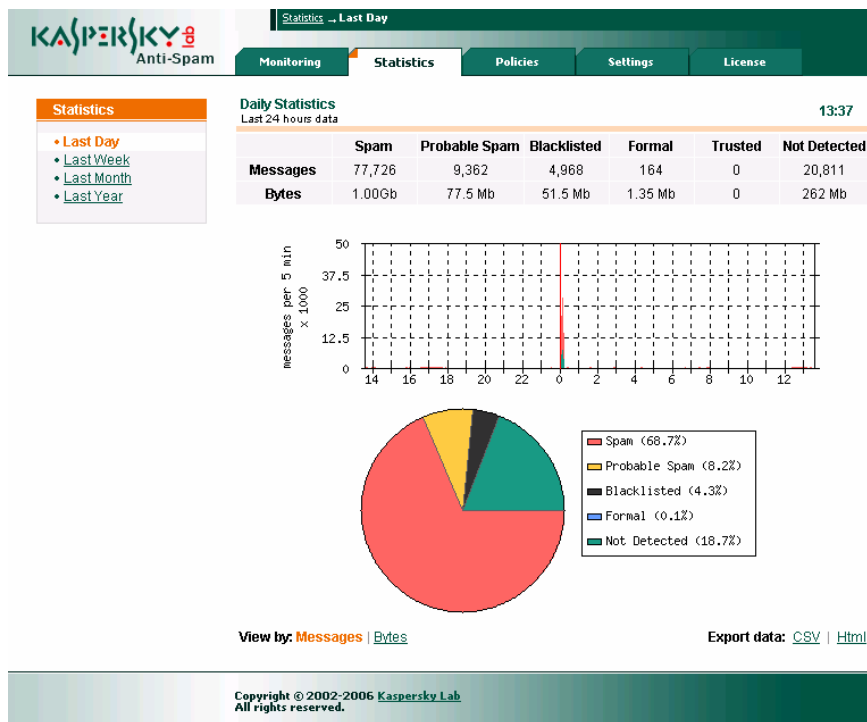 Statistics → Last Day
KASPERSKY lab
Anti-Spam
Monitoring
Statistics
Policies
Settings
License
Statistics
• Last Day
• Last Week
• Last Month
• Last Year
Daily Statistics
Last 24 hours data
13:37
Spam Probable Spam Blacklisted Formal Trusted Not Detected
Messages 77,726 9,362 4,968 164 0 20,811
Bytes 1.00Gb 77.5 Mb 51.5 Mb 1.35 Mb 0 262 Mb
messages per 5 min
x 1000
50
37.5
25
12.5
0
14 16 18 20 22 0 2 4 6 8 10 12
Spam (68.7%)
Probable Spam (8.2%)
Blacklisted (4.3%)
Formal (0.1%)
Not Detected (18.7%)
View by: Messages | Bytes
Export data: CSV | Html
Copyright © 2002-2006 Kaspersky Lab
All rights reserved.